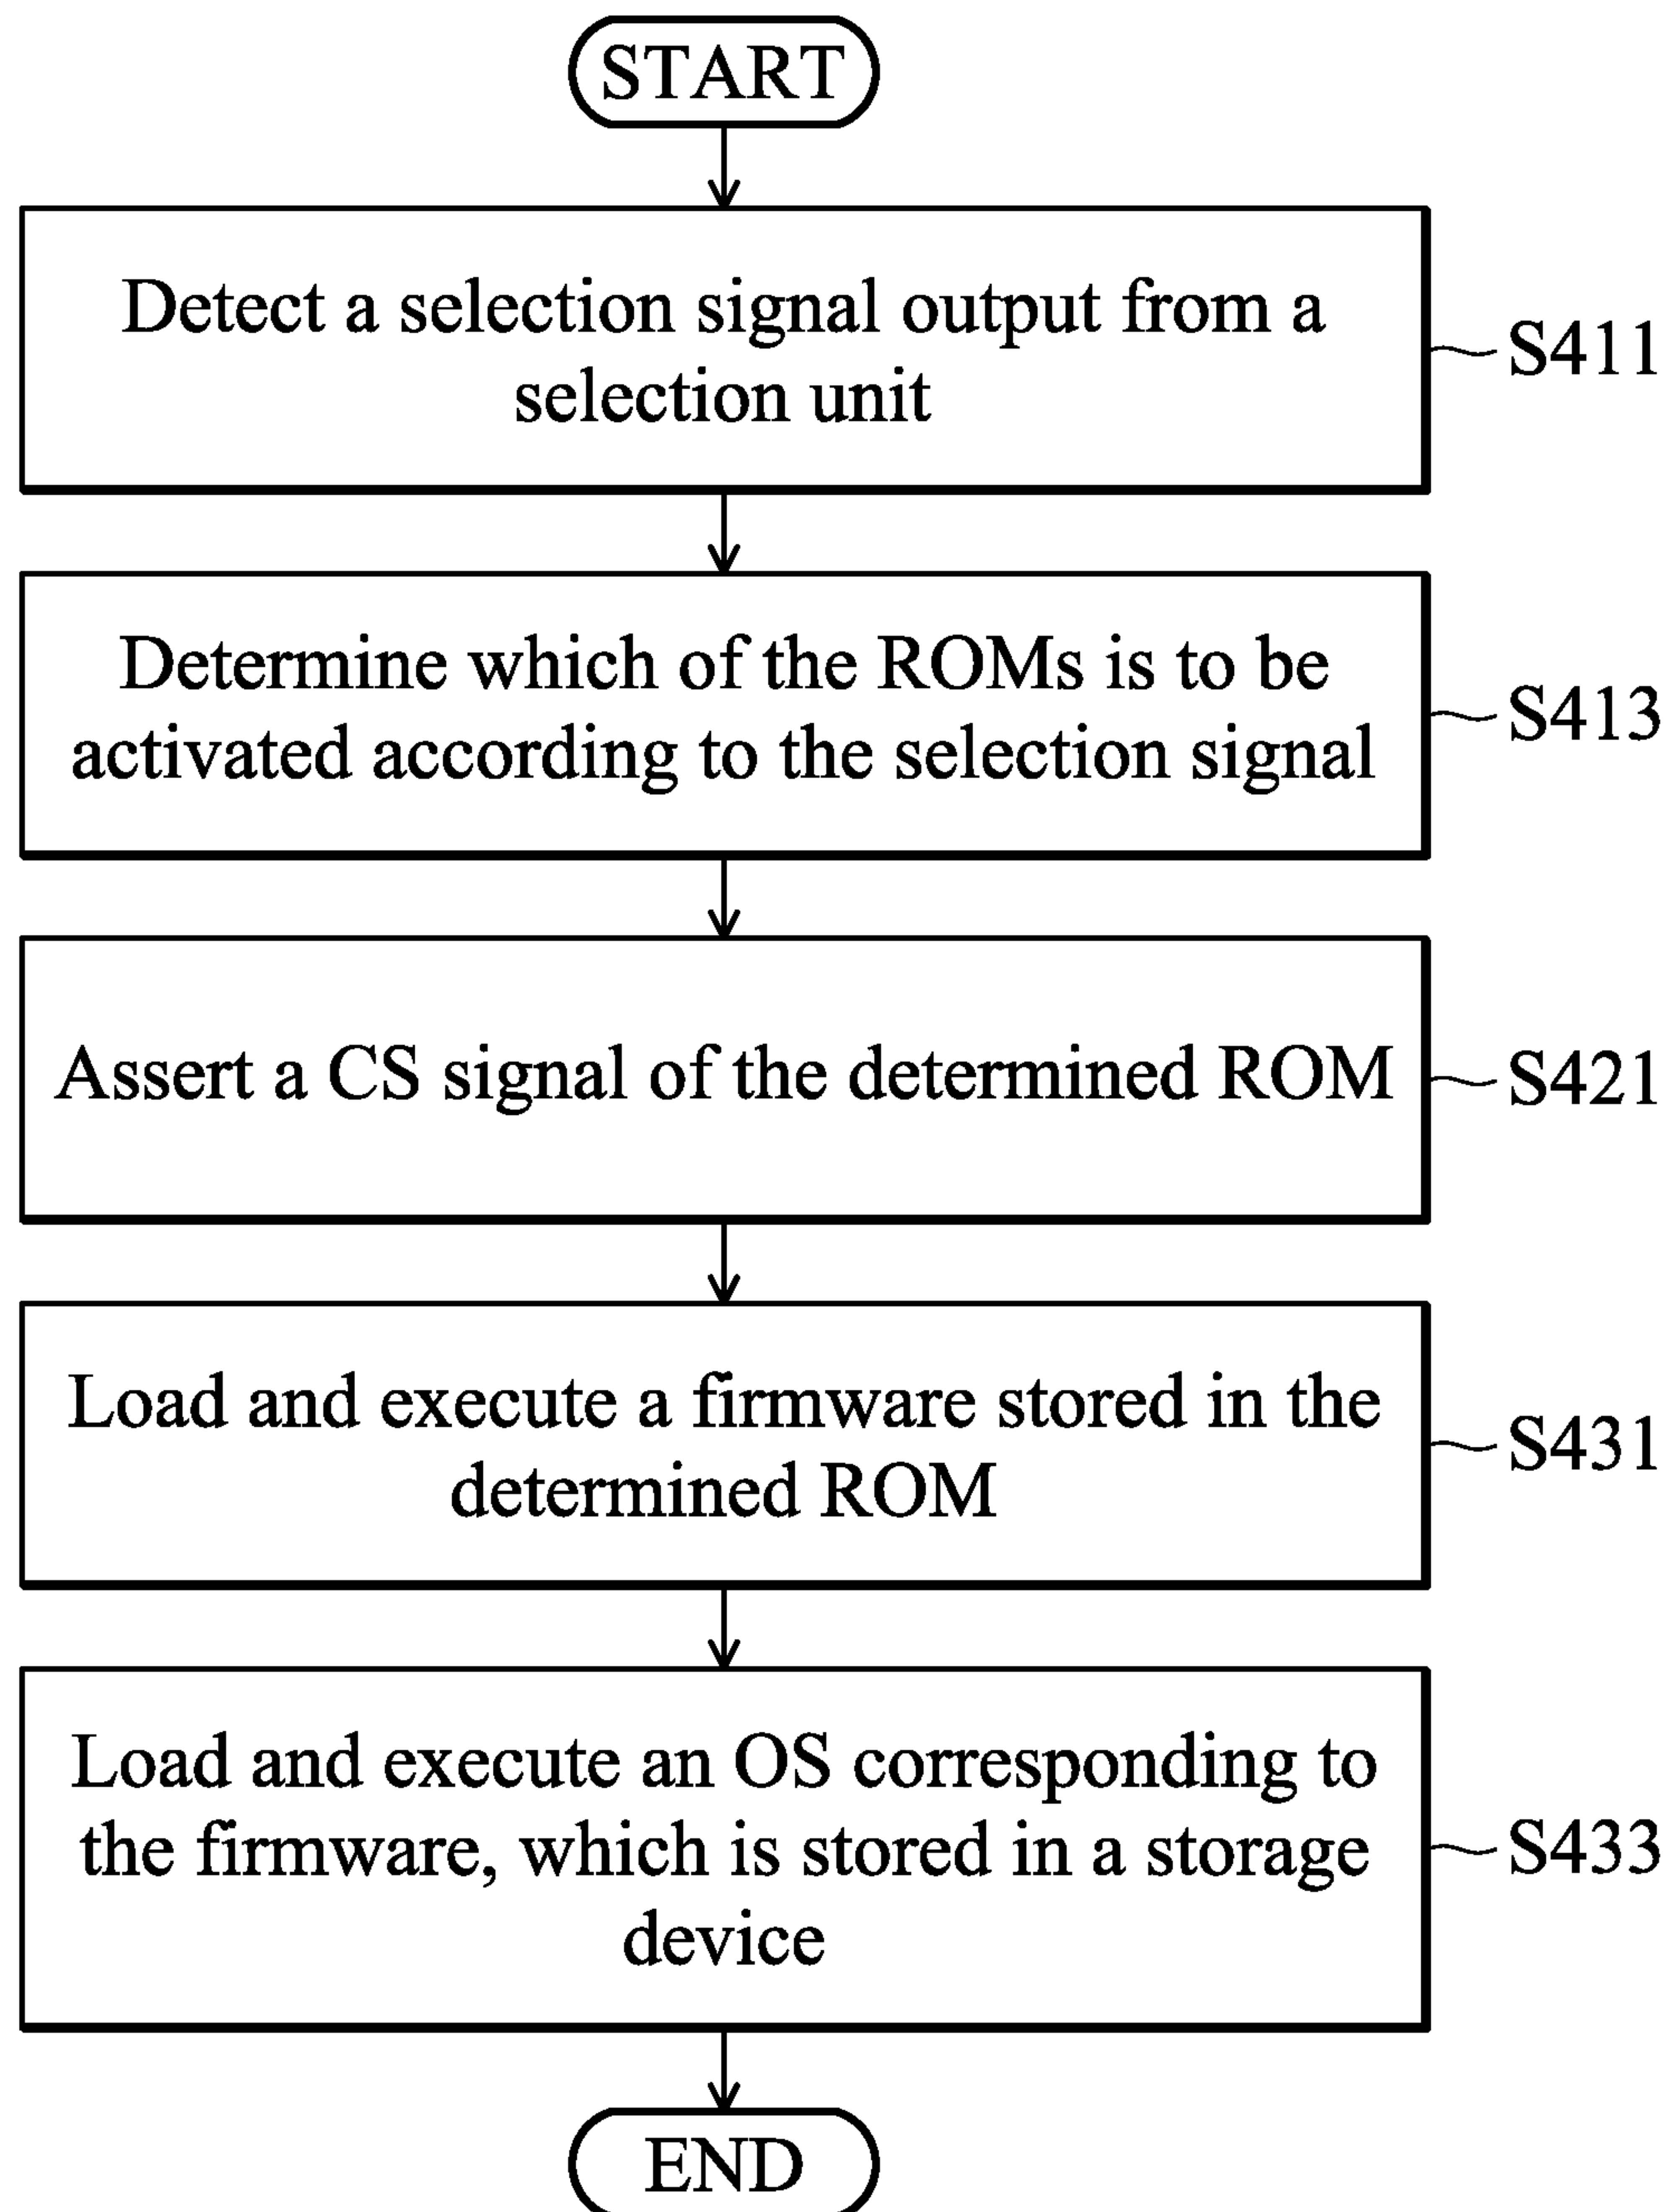 START
Detect a selection signal output from a
selection unit
S411
Determine which of the ROMs is to be
activated according to the selection signal
S413
Assert a CS signal of the determined ROM
S421
Load and execute a firmware stored in the
determined ROM
S431
Load and execute an OS corresponding to
the firmware, which is stored in a storage
device
S433
END